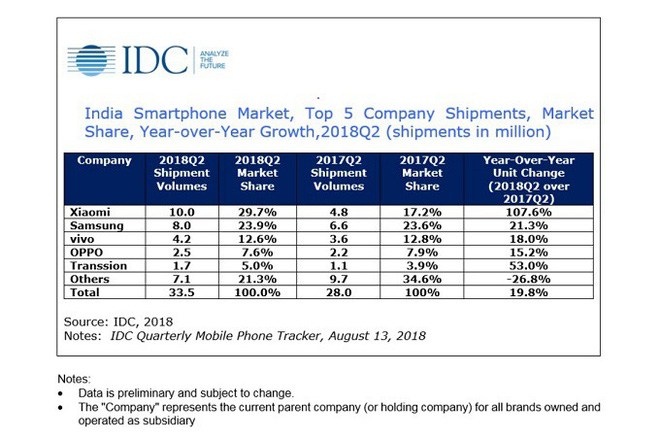 IDC
ANALYZE
THE
FUTURE
India Smartphone Market, Top 5 Company Shipments, Market
Share, Year-over-Year Growth,2018Q2 (shipments in million)
Company 2018Q2 Shipment Volumes 2018Q2 Market Share 2017Q2 Shipment Volumes 2017Q2 Market Share Year-Over-Year Unit Change (2018Q2 over 2017Q2)
Xiaomi 10.0 29.7% 4.8 17.2% 107.6%
Samsung 8.0 23.9% 6.6 23.6% 21.3%
vivo 4.2 12.6% 3.6 12.8% 18.0%
OPPO 2.5 7.6% 2.2 7.9% 15.2%
Transsion 1.7 5.0% 1.1 3.9% 53.0%
Others 7.1 21.3% 9.7 34.6% -26.8%
Total 33.5 100.0% 28.0 100% 19.8%
Source: IDC, 2018
Notes: IDC Quarterly Mobile Phone Tracker, August 13, 2018
Notes:
• Data is preliminary and subject to change.
• The "Company" represents the current parent company (or holding company) for all brands owned and
operated as subsidiary